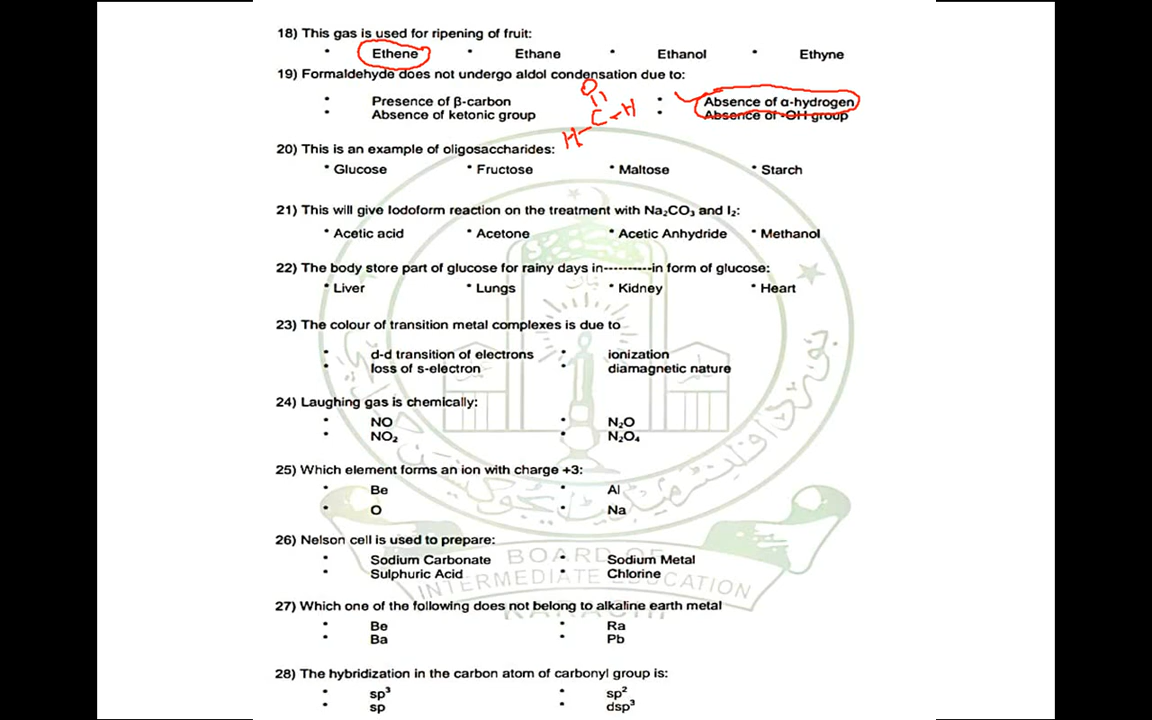 18) This gas is used for ripening of fruit:
* Ethene * Ethane * Ethanol * Ethyne
19) Formaldehyde does not undergo aldol condensation due to:
* Presence of β-carbon * Absence of α-hydrogen
* Absence of ketonic group * Absence of -OH group
O
C H
H
20) This is an example of oligosaccharides:
* Glucose * Fructose * Maltose * Starch
21) This will give Iodoform reaction on the treatment with Na₂CO₃ and I₂:
* Acetic acid * Acetone * Acetic Anhydride * Methanol
22) The body store part of glucose for rainy days in----------in form of glucose:
* Liver * Lungs * Kidney * Heart
23) The colour of transition metal complexes is due to
* d-d transition of electrons * ionization
* loss of s-electron * diamagnetic nature
24) Laughing gas is chemically:
* NO * N₂O
* NO₂ * N₂O₄
25) Which element forms an ion with charge +3:
* Be * Al
* O * Na
26) Nelson cell is used to prepare:
* Sodium Carbonate * Sodium Metal
* Sulphuric Acid * Chlorine
BOARD OF
INTERMEDIATE EDUCATION
KARACHI
27) Which one of the following does not belong to alkaline earth metal
* Be * Ra
* Ba * Pb
28) The hybridization in the carbon atom of carbonyl group is:
* sp³ * sp²
* sp * dsp³